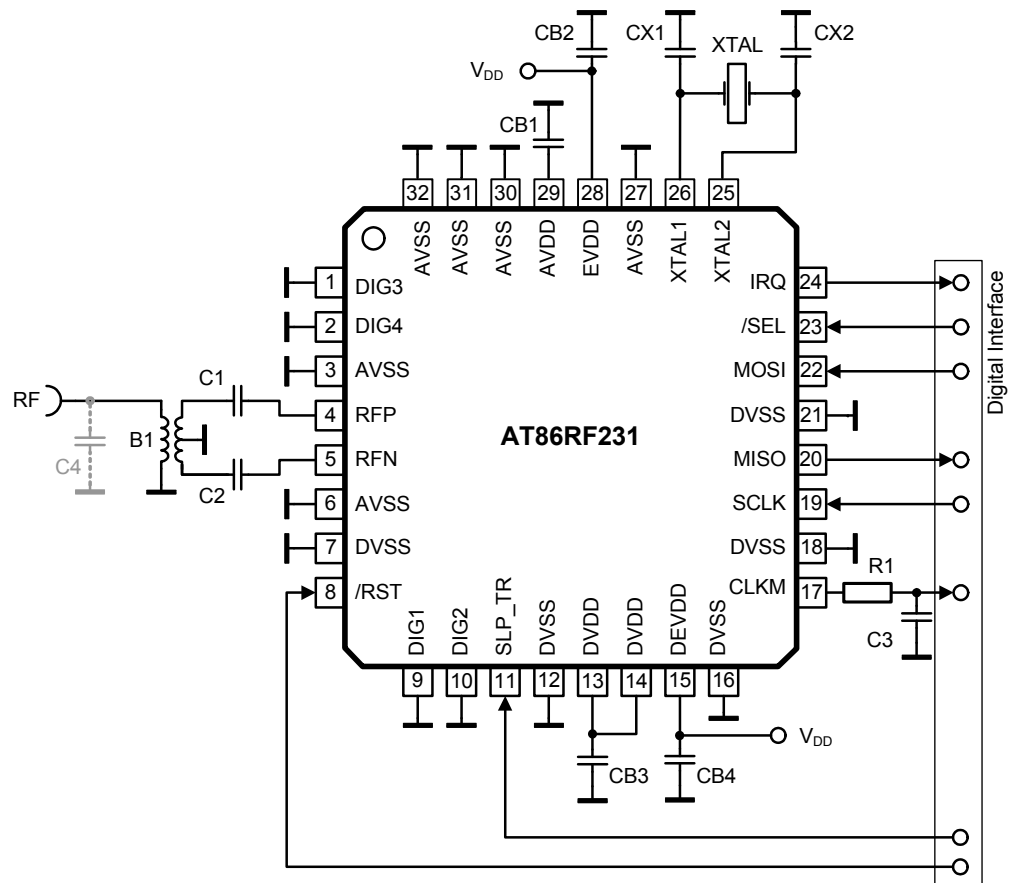 CB2
CX1
XTAL
CX2
VDD
CB1
32
31
30
29
28
27
26
25
AVSS
AVSS
AVSS
AVDD
EVDD
AVSS
XTAL1
XTAL2
1 DIG3
2 DIG4
3 AVSS
4 RFP
5 RFN
6 AVSS
7 DVSS
8 /RST
RF
C4
B1
C1
C2
AT86RF231
IRQ 24
/SEL 23
MOSI 22
DVSS 21
MISO 20
SCLK 19
DVSS 18
CLKM 17
R1
C3
Digital Interface
DIG1
DIG2
SLP_TR
DVSS
DVDD
DVDD
DEVDD
DVSS
9
10
11
12
13
14
15
16
CB3
CB4
VDD